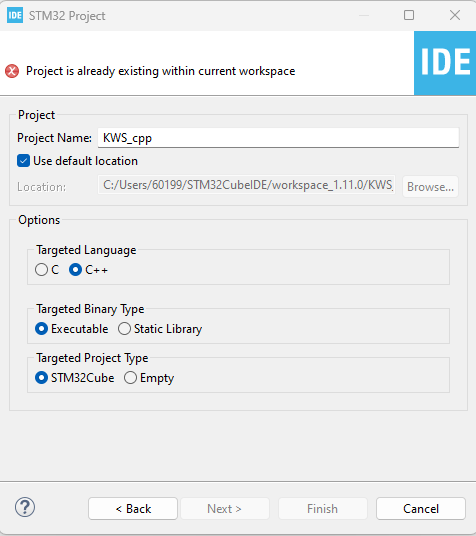 IDE STM32 Project
Project is already existing within current workspace
IDE
Project
Project Name: KWS_cpp
Use default location
Location: C:/Users/60199/STM32CubeIDE/workspace_1.11.0/KWS_ Browse...
Options
Targeted Language
C C++
Targeted Binary Type
Executable Static Library
Targeted Project Type
STM32Cube Empty
? < Back Next > Finish Cancel